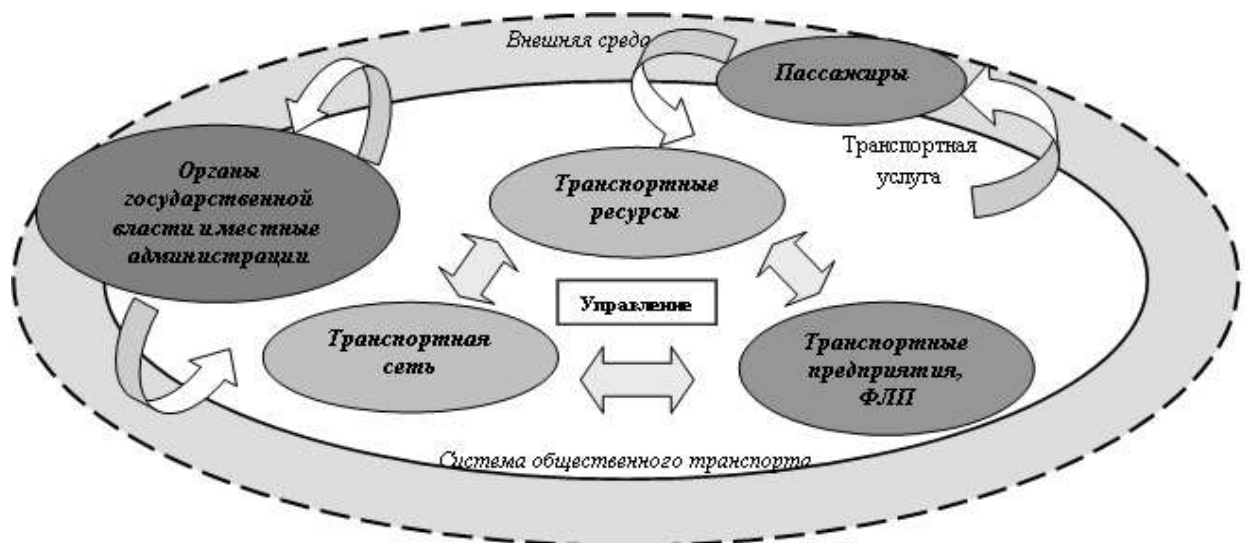 Внешняя среда
Пассажиры
Транспортная
услуга
Органы
государственной
власти и местные
администрации
Транспортные
ресурсы
Управление
Транспортная
сеть
Транспортные
предприятия,
ФЛП
Система общественного транспорта